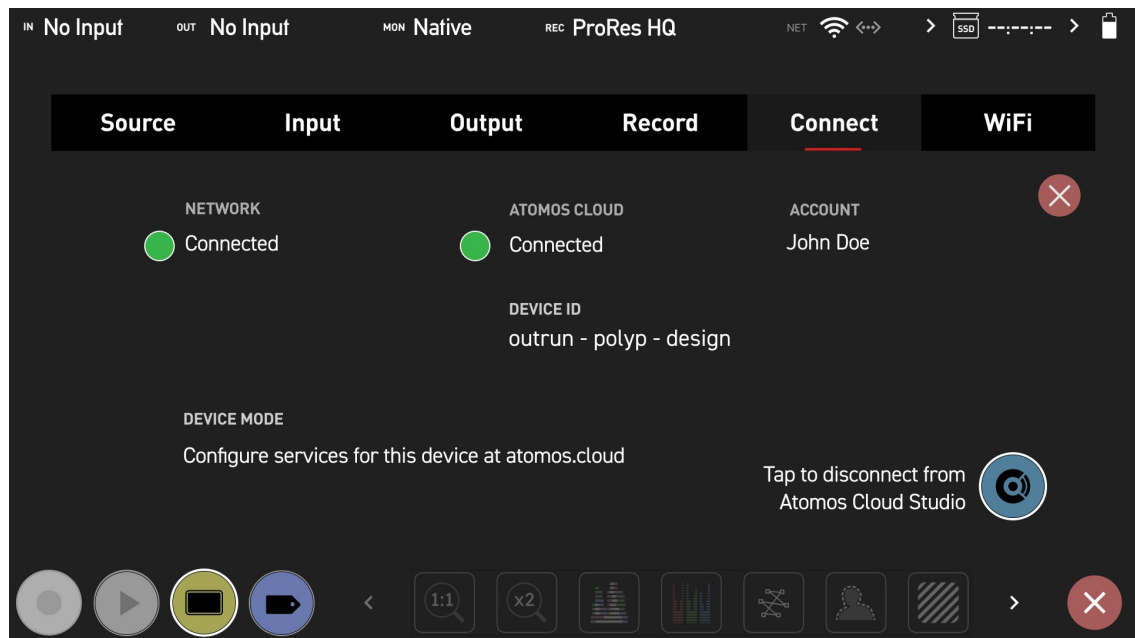 IN No Input OUT No Input MON Native REC ProRes HQ NET SSD --:--:--
Source Input Output Record Connect WiFi
NETWORK ATOMOS CLOUD ACCOUNT
Connected Connected John Doe
DEVICE ID
outrun - polyp - design
DEVICE MODE
Configure services for this device at atomos.cloud
Tap to disconnect from
Atomos Cloud Studio
1:1 x2